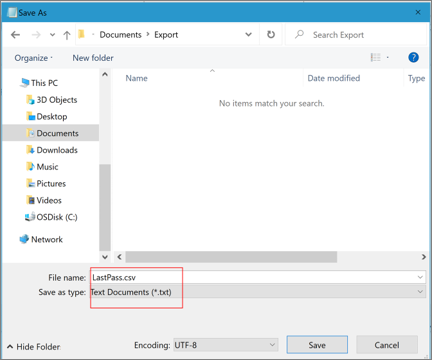 Save As
Documents › Export
Search Export
Organize
New folder
?
Name
Date modified
Type
No items match your search.
This PC
3D Objects
Desktop
Documents
Downloads
Music
Pictures
Videos
OSDisk (C:)
Network
File name: LastPass.csv
Save as type: Text Documents (*.txt)
Hide Folder
Encoding: UTF-8
Save
Cancel